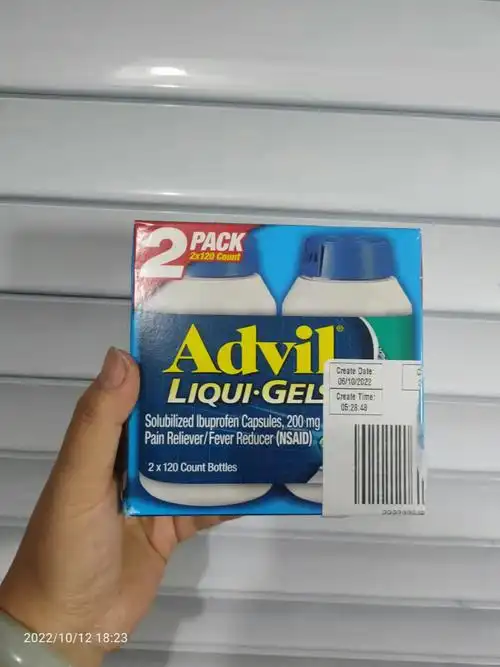 2 PACK
2x120 Count
Advil®
LIQUI·GELS
Solubilized Ibuprofen Capsules, 200 mg
Pain Reliever/Fever Reducer (NSAID)
2 x 120 Count Bottles
Create Date:
06/10/2022
Create Time:
05:28:48
2022/10/12 18:23